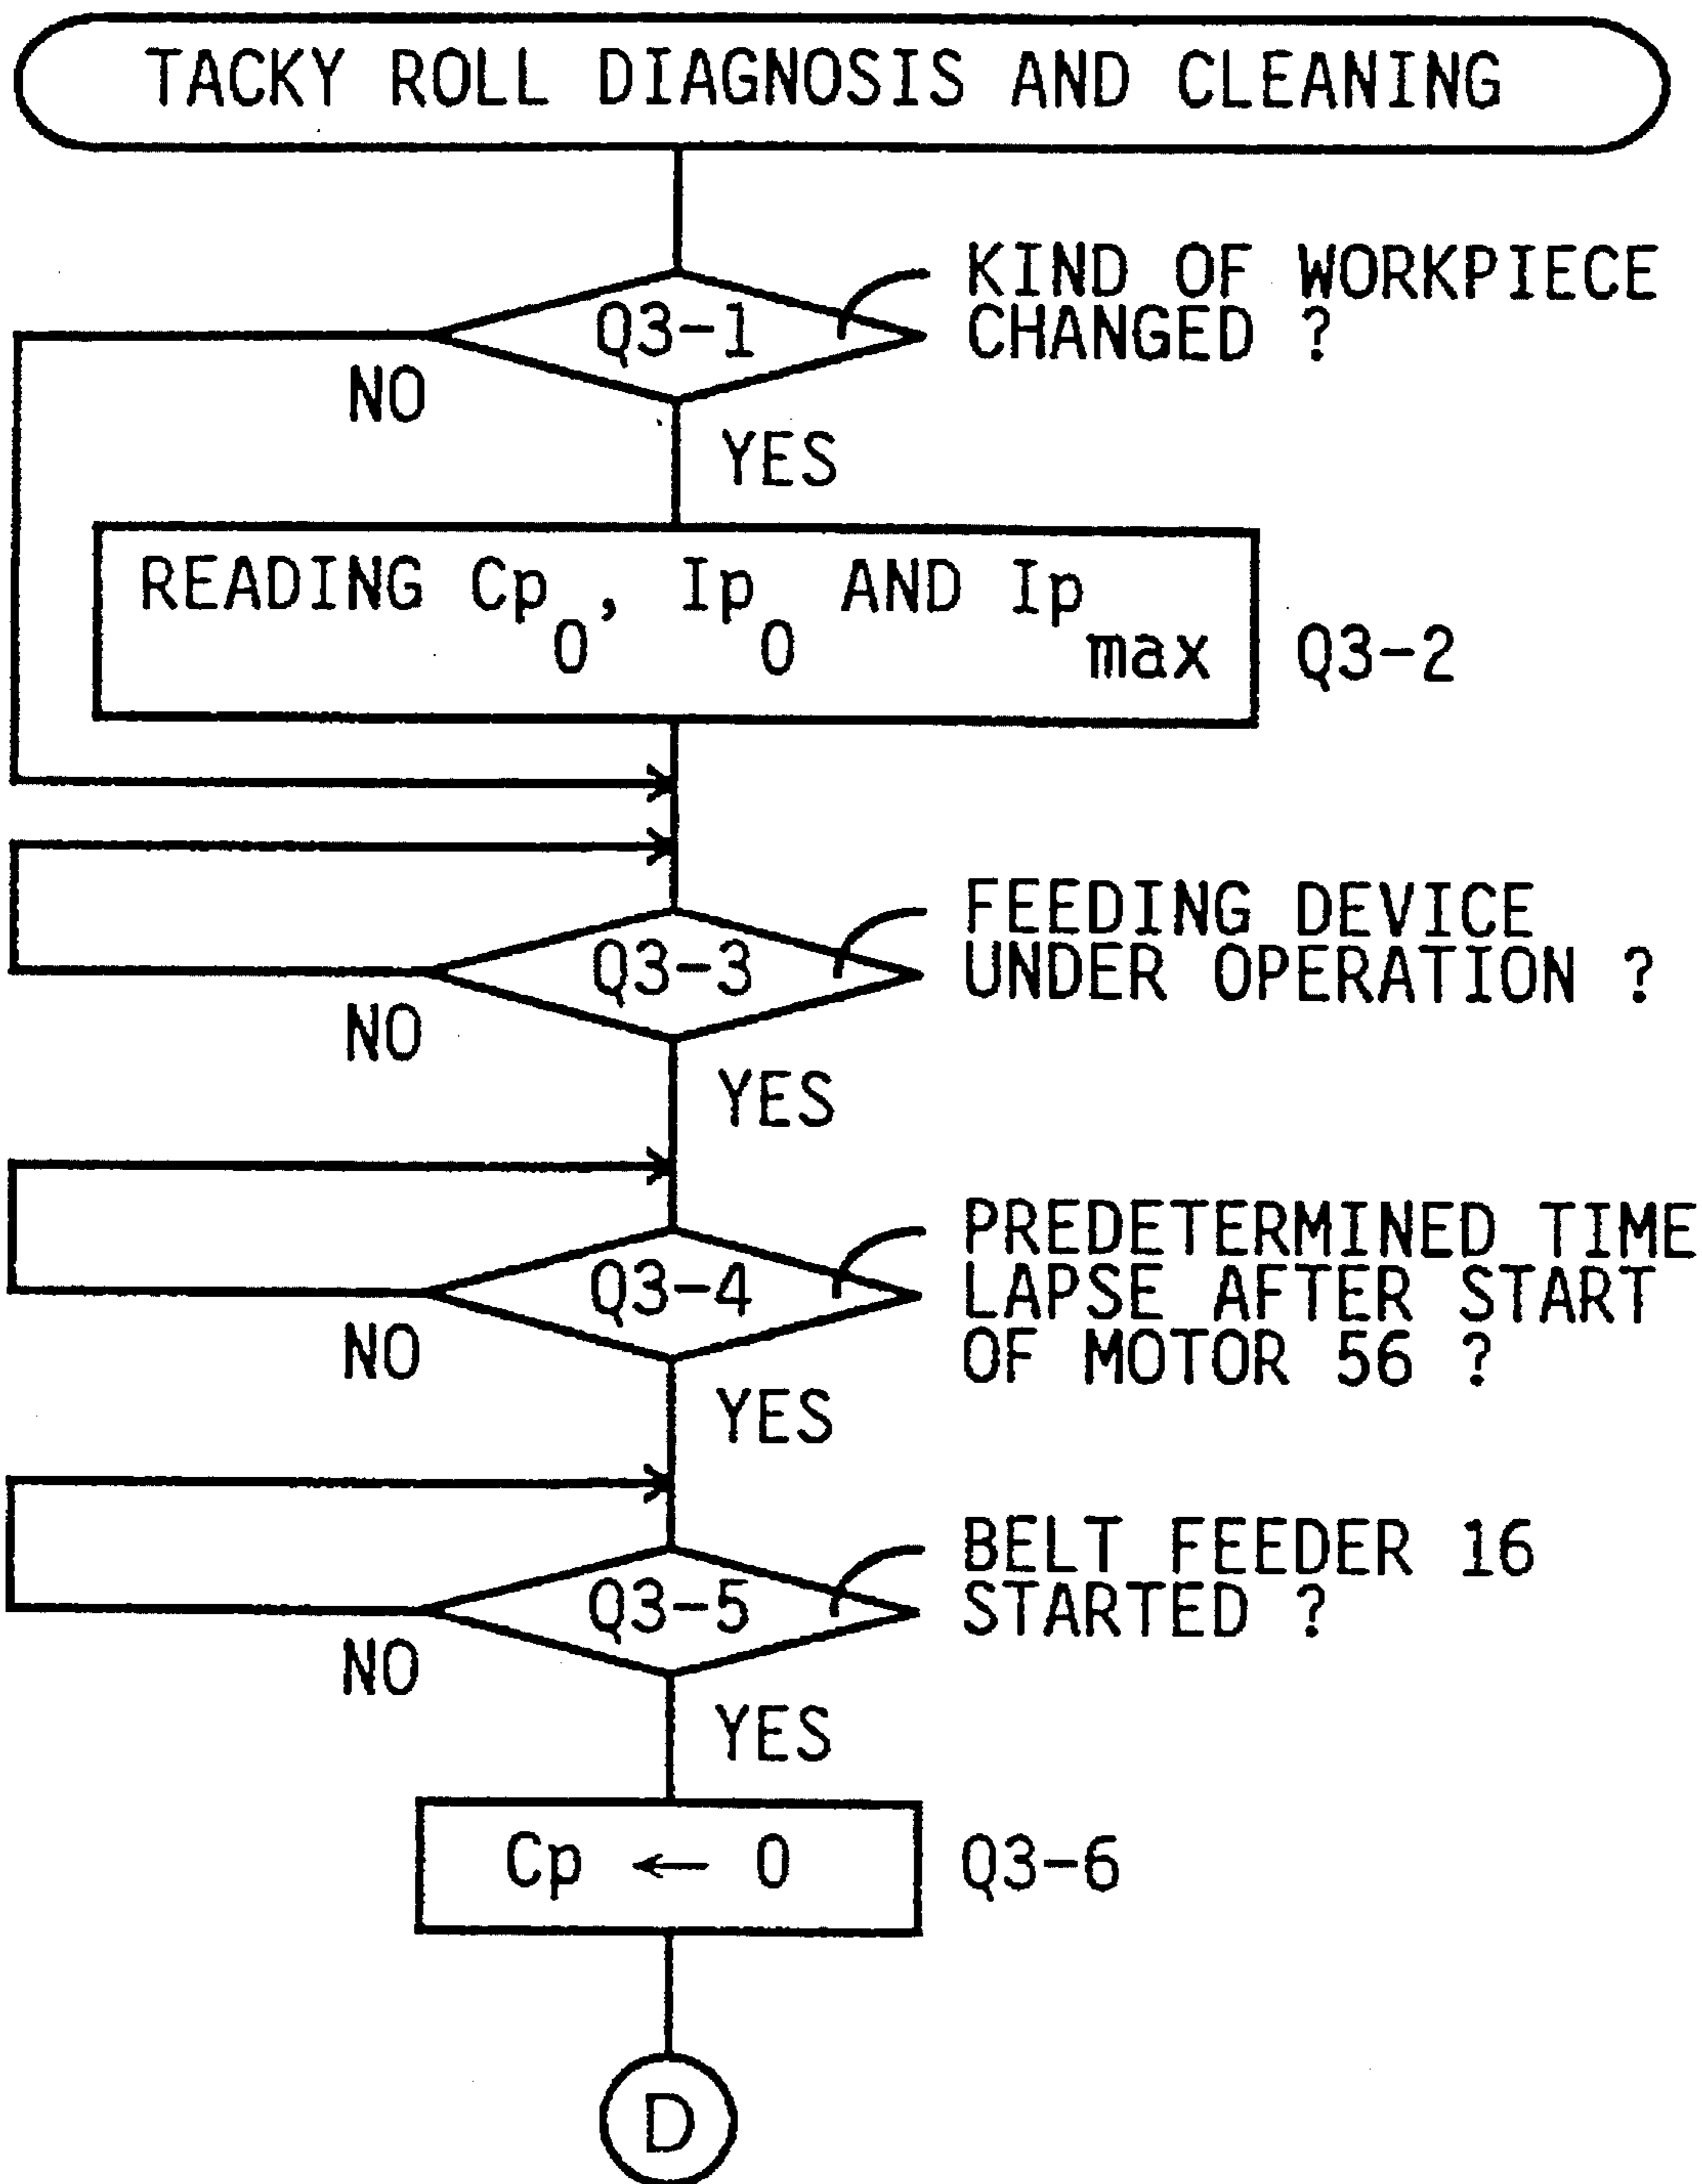 TACKY ROLL DIAGNOSIS AND CLEANING
KIND OF WORKPIECE
CHANGED ?
Q3-1
NO
YES
READING Cp0, Ip0 AND Ipmax
Q3-2
FEEDING DEVICE
UNDER OPERATION ?
Q3-3
NO
YES
PREDETERMINED TIME
LAPSE AFTER START
OF MOTOR 56 ?
Q3-4
NO
YES
BELT FEEDER 16
STARTED ?
Q3-5
NO
YES
Cp ← 0
Q3-6
D